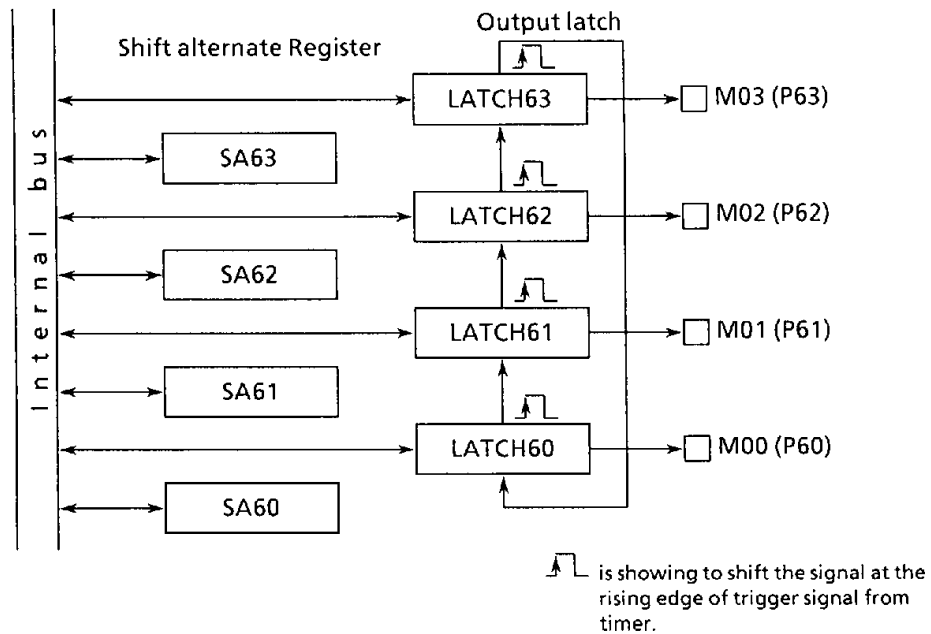 Output latch
Shift alternate Register
LATCH63
M03 (P63)
SA63
LATCH62
M02 (P62)
SA62
LATCH61
M01 (P61)
SA61
LATCH60
M00 (P60)
SA60
Internal bus
is showing to shift the signal at the
rising edge of trigger signal from
timer.